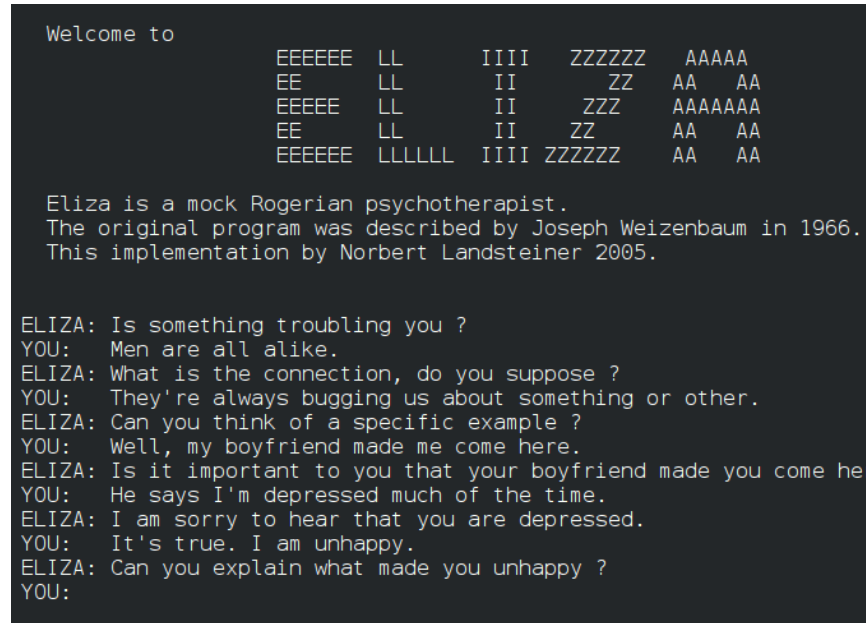 Welcome to
EEEEEE  LL      IIII   ZZZZZZ   AAAAA
EE      LL       II       ZZ   AA   AA
EEEEE   LL       II     ZZZ    AAAAAAA
EE      LL       II    ZZ      AA   AA
EEEEEE  LLLLLL  IIII ZZZZZZ    AA   AA
Eliza is a mock Rogerian psychotherapist.
The original program was described by Joseph Weizenbaum in 1966.
This implementation by Norbert Landsteiner 2005.
ELIZA: Is something troubling you ?
YOU:   Men are all alike.
ELIZA: What is the connection, do you suppose ?
YOU:   They're always bugging us about something or other.
ELIZA: Can you think of a specific example ?
YOU:   Well, my boyfriend made me come here.
ELIZA: Is it important to you that your boyfriend made you come he
YOU:   He says I'm depressed much of the time.
ELIZA: I am sorry to hear that you are depressed.
YOU:   It's true. I am unhappy.
ELIZA: Can you explain what made you unhappy ?
YOU: